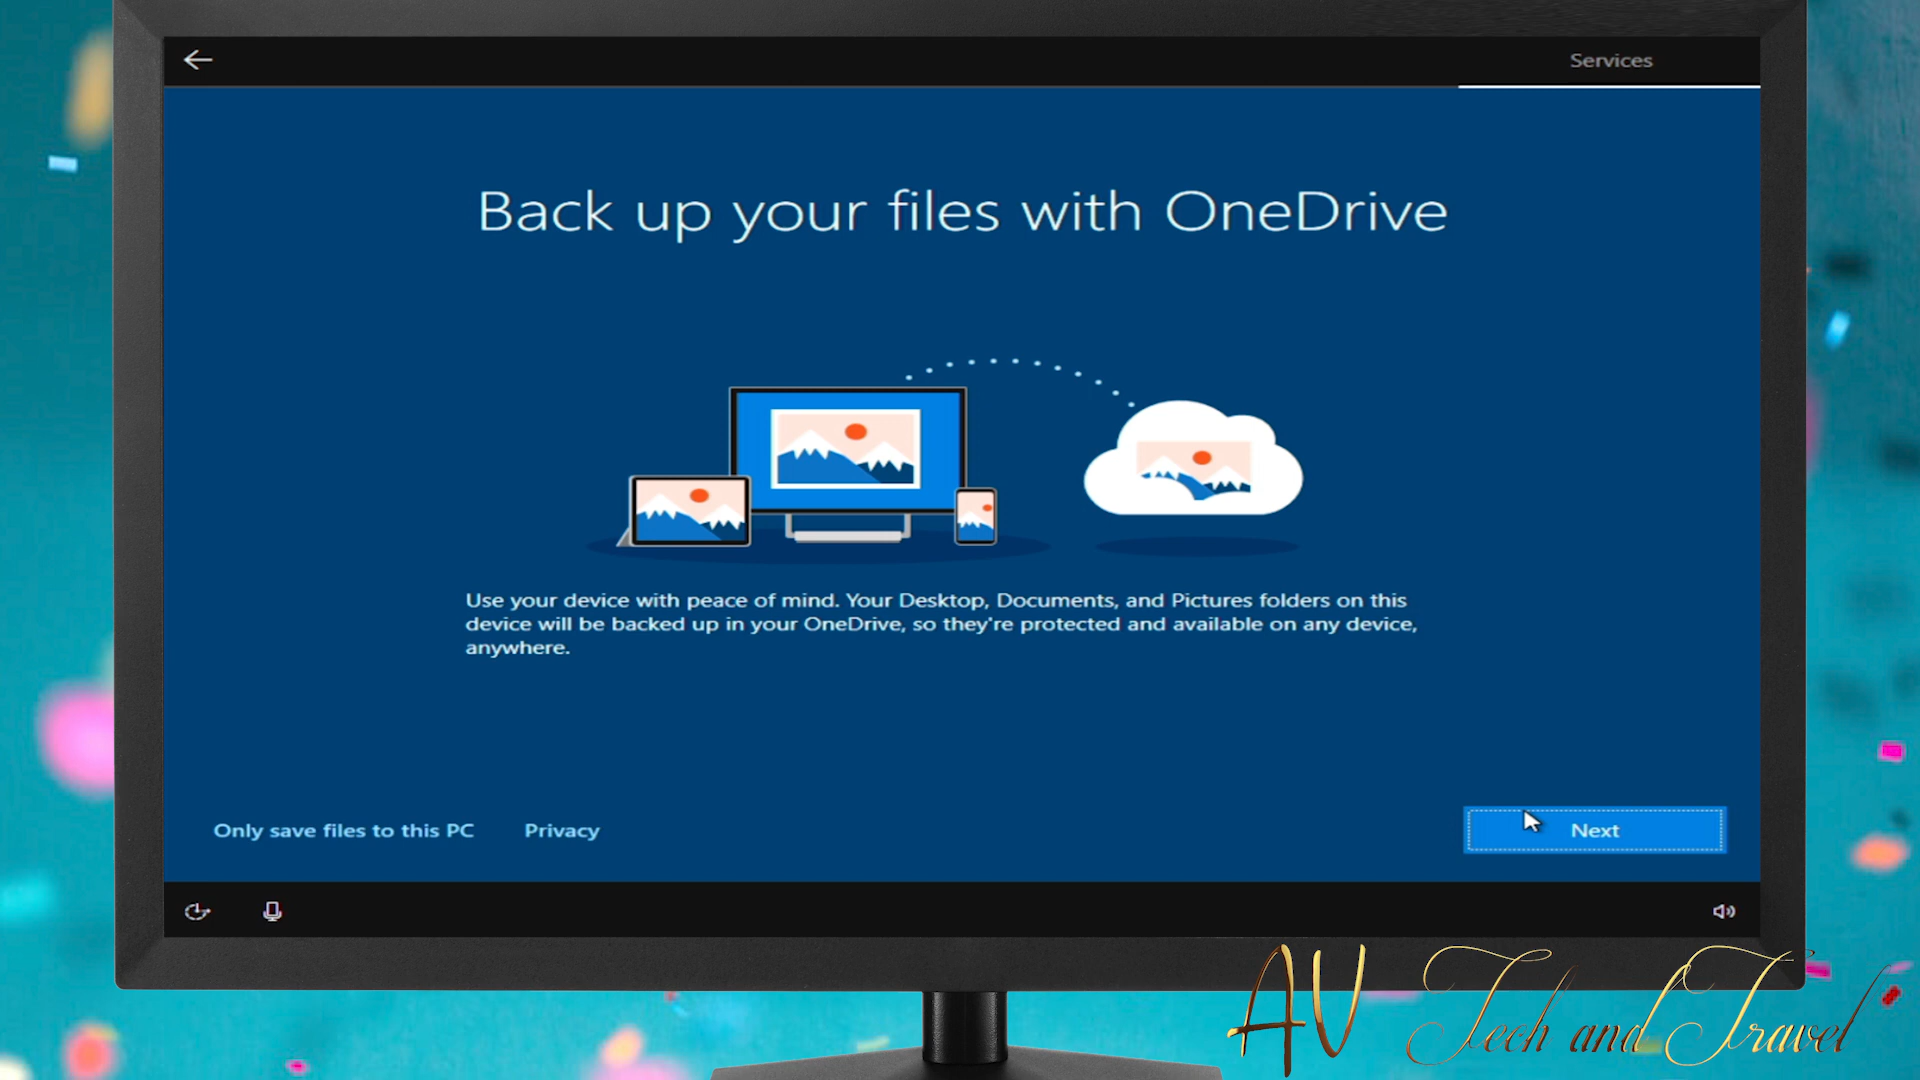 Services
Back up your files with OneDrive
Use your device with peace of mind. Your Desktop, Documents, and Pictures folders on this
device will be backed up in your OneDrive, so they're protected and available on any device,
anywhere.
Only save files to this PC
Privacy
Next
AV Tech and Travel